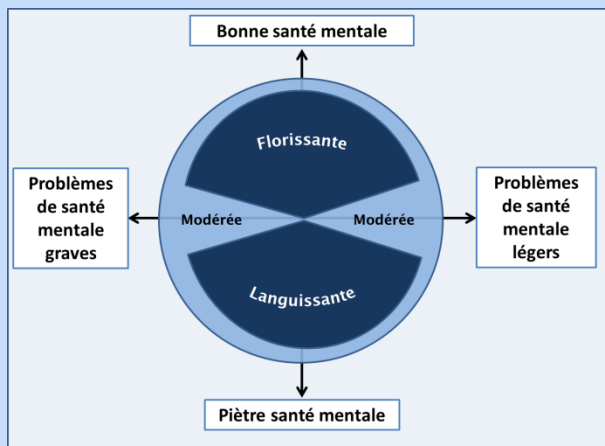 Bonne santé mentale
Florissante
Problèmes
de santé
mentale
graves
Modérée
Modérée
Problèmes
de santé
mentale
légers
Languissante
Piètre santé mentale